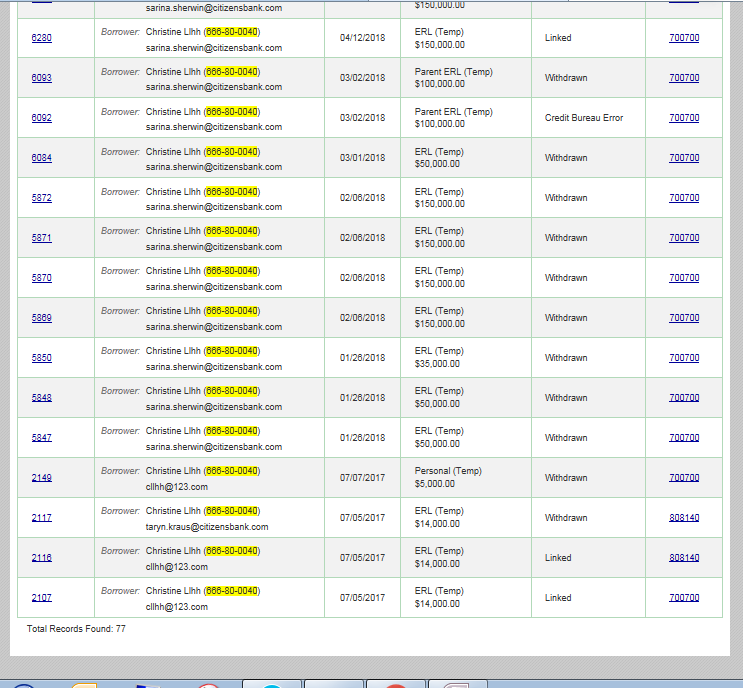 sarina.sherwin@citizensbank.com $150,000.00
6280 Borrower: Christine Llhh (666-80-0040) 04/12/2018 ERL (Temp) Linked 700700
sarina.sherwin@citizensbank.com $150,000.00
6093 Borrower: Christine Llhh (666-80-0040) 03/02/2018 Parent ERL (Temp) Withdrawn 700700
sarina.sherwin@citizensbank.com $100,000.00
6092 Borrower: Christine Llhh (666-80-0040) 03/02/2018 Parent ERL (Temp) Credit Bureau Error 700700
sarina.sherwin@citizensbank.com $100,000.00
6084 Borrower: Christine Llhh (666-80-0040) 03/01/2018 ERL (Temp) Withdrawn 700700
sarina.sherwin@citizensbank.com $50,000.00
5872 Borrower: Christine Llhh (666-80-0040) 02/06/2018 ERL (Temp) Withdrawn 700700
sarina.sherwin@citizensbank.com $150,000.00
5871 Borrower: Christine Llhh (666-80-0040) 02/06/2018 ERL (Temp) Withdrawn 700700
sarina.sherwin@citizensbank.com $150,000.00
5870 Borrower: Christine Llhh (666-80-0040) 02/06/2018 ERL (Temp) Withdrawn 700700
sarina.sherwin@citizensbank.com $150,000.00
5869 Borrower: Christine Llhh (666-80-0040) 02/06/2018 ERL (Temp) Withdrawn 700700
sarina.sherwin@citizensbank.com $150,000.00
5850 Borrower: Christine Llhh (666-80-0040) 01/26/2018 ERL (Temp) Withdrawn 700700
sarina.sherwin@citizensbank.com $35,000.00
5848 Borrower: Christine Llhh (666-80-0040) 01/26/2018 ERL (Temp) Withdrawn 700700
sarina.sherwin@citizensbank.com $50,000.00
5847 Borrower: Christine Llhh (666-80-0040) 01/26/2018 ERL (Temp) Withdrawn 700700
sarina.sherwin@citizensbank.com $50,000.00
2149 Borrower: Christine Llhh (666-80-0040) 07/07/2017 Personal (Temp) Withdrawn 700700
cllhh@123.com $5,000.00
2117 Borrower: Christine Llhh (666-80-0040) 07/05/2017 ERL (Temp) Withdrawn 808140
taryn.kraus@citizensbank.com $14,000.00
2116 Borrower: Christine Llhh (666-80-0040) 07/05/2017 ERL (Temp) Linked 808140
cllhh@123.com $14,000.00
2107 Borrower: Christine Llhh (666-80-0040) 07/05/2017 ERL (Temp) Linked 700700
cllhh@123.com $14,000.00
Total Records Found: 77